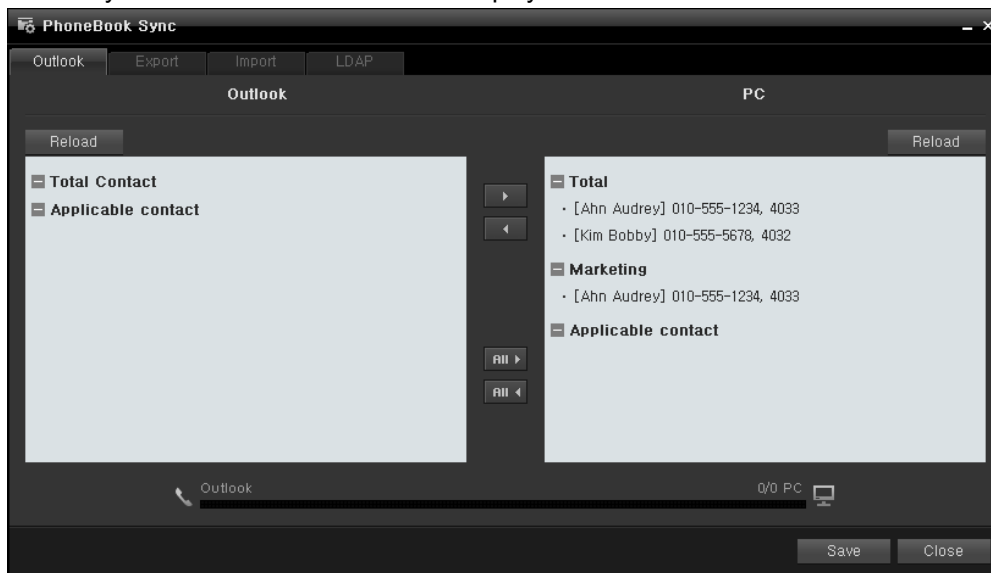 PhoneBook Sync
Outlook Export Import LDAP
Outlook PC
Reload Reload
Total Contact
Applicable contact
Total
· [Ahn Audrey] 010-555-1234, 4033
· [Kim Bobby] 010-555-5678, 4032
Marketing
· [Ahn Audrey] 010-555-1234, 4033
Applicable contact
All
All
Outlook 0/0 PC
Save Close